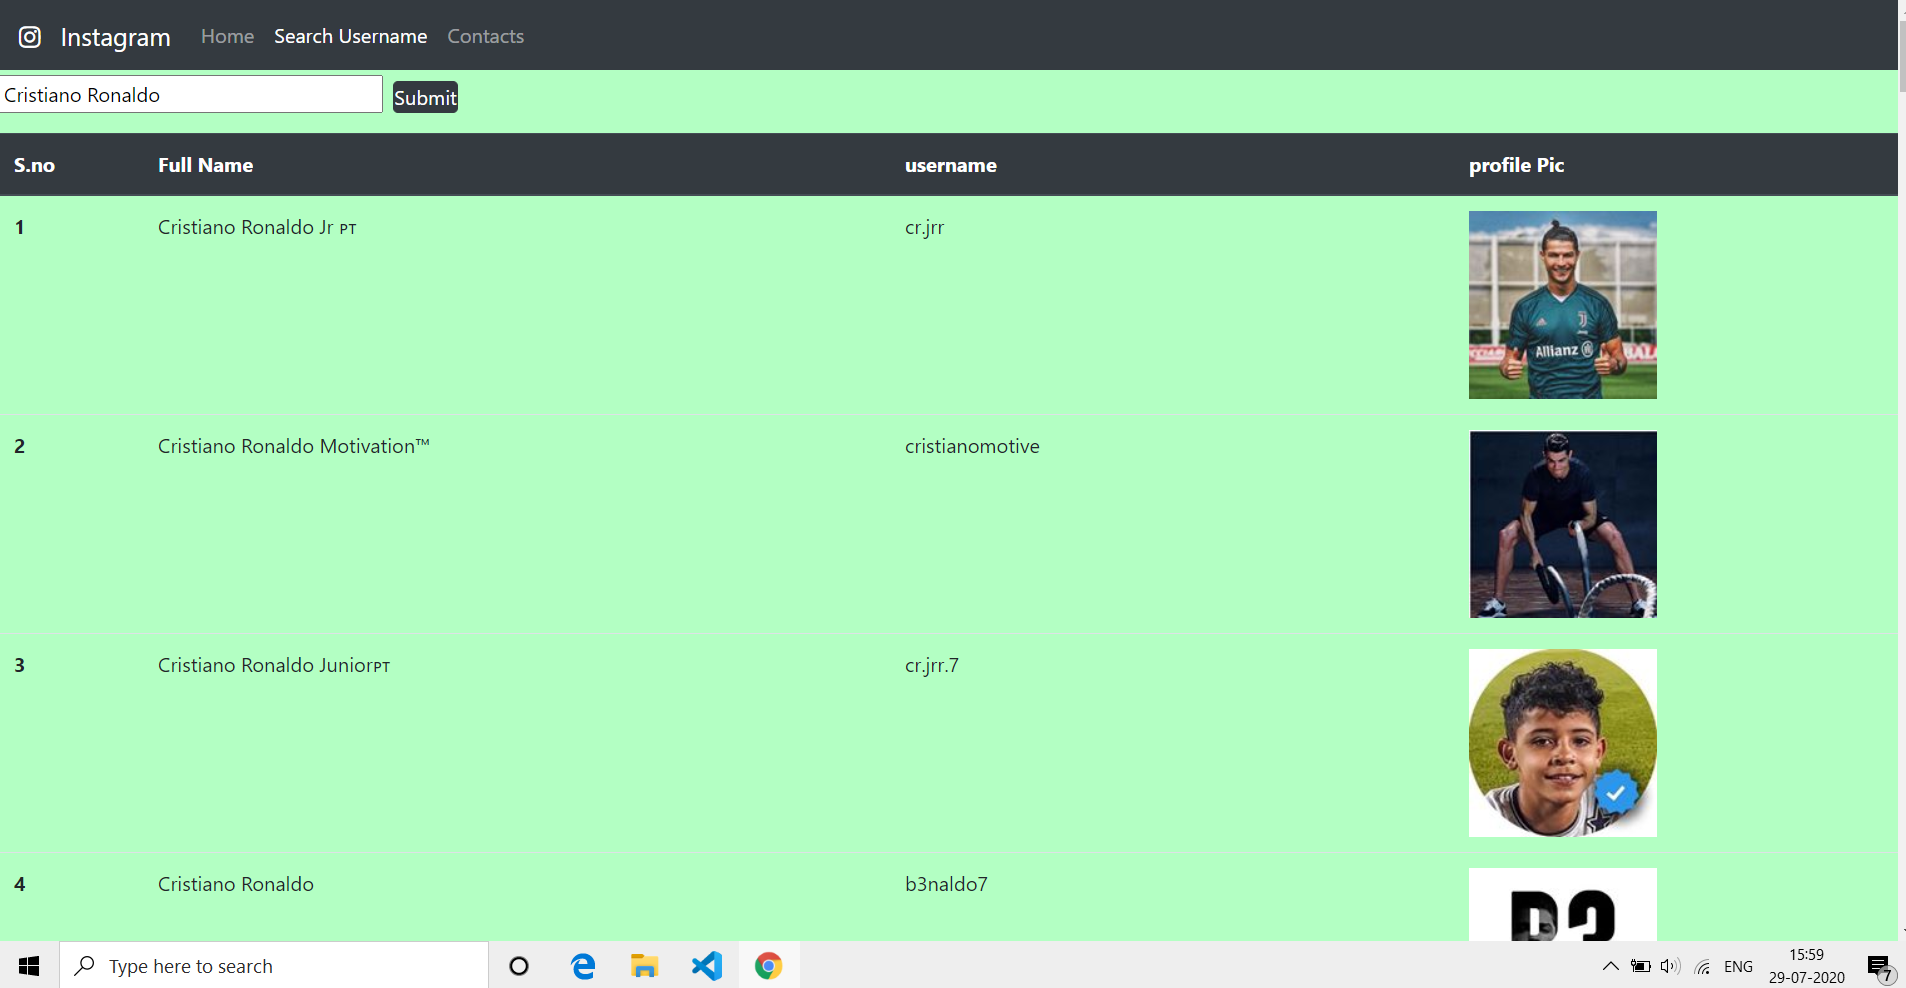 Instagram Home Search Username Contacts
Cristiano Ronaldo Submit
S.no Full Name username profile Pic
1 Cristiano Ronaldo Jr PT cr.jrr
Allianz
2 Cristiano Ronaldo Motivation™ cristianomotive
3 Cristiano Ronaldo JuniorPT cr.jrr.7
4 Cristiano Ronaldo b3naldo7
B3
Type here to search
ENG
15:59
29-07-2020
7